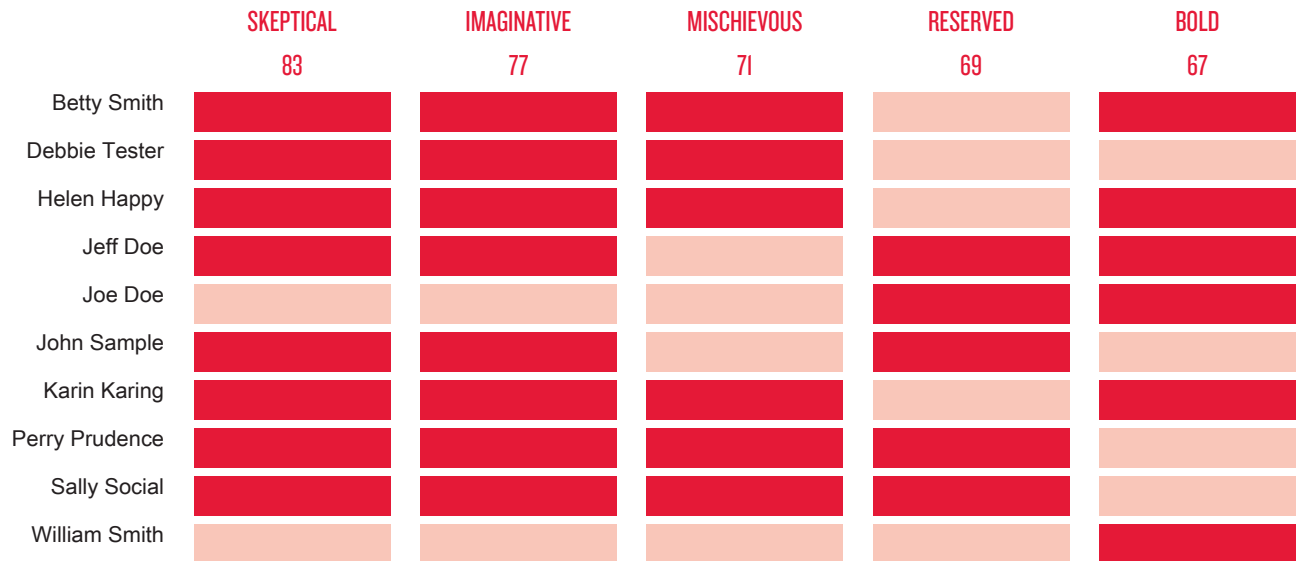 SKEPTICAL IMAGINATIVE MISCHIEVOUS RESERVED BOLD
83 77 71 69 67
Betty Smith
Debbie Tester
Helen Happy
Jeff Doe
Joe Doe
John Sample
Karin Karing
Perry Prudence
Sally Social
William Smith